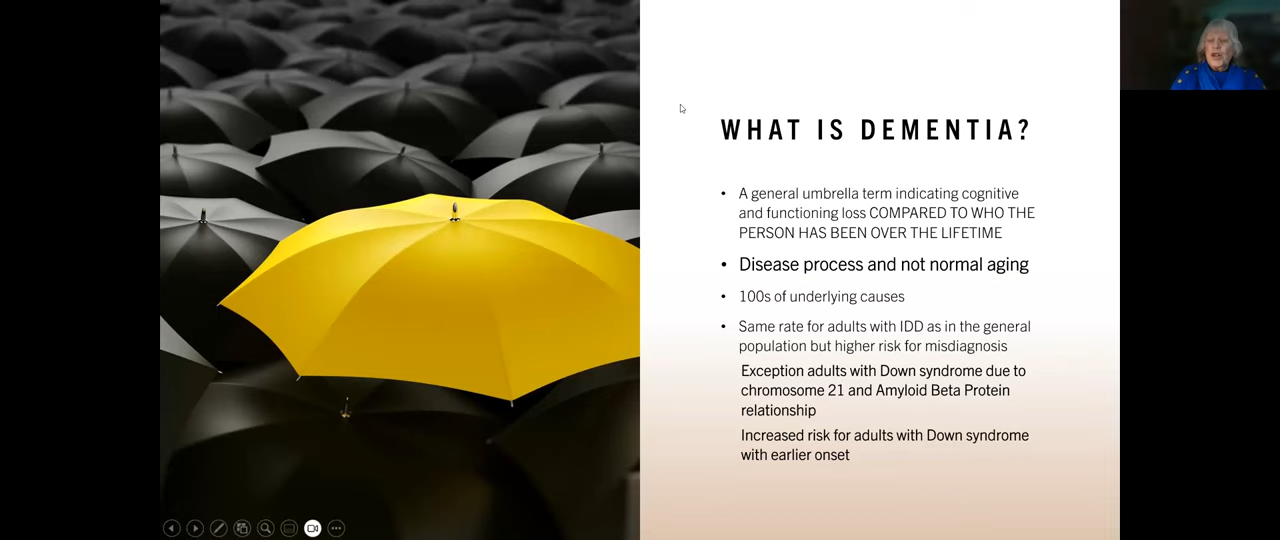 WHAT IS DEMENTIA?
• A general umbrella term indicating cognitive
and functioning loss COMPARED TO WHO THE
PERSON HAS BEEN OVER THE LIFETIME
• Disease process and not normal aging
• 100s of underlying causes
• Same rate for adults with IDD as in the general
population but higher risk for misdiagnosis
Exception adults with Down syndrome due to
chromosome 21 and Amyloid Beta Protein
relationship
Increased risk for adults with Down syndrome
with earlier onset